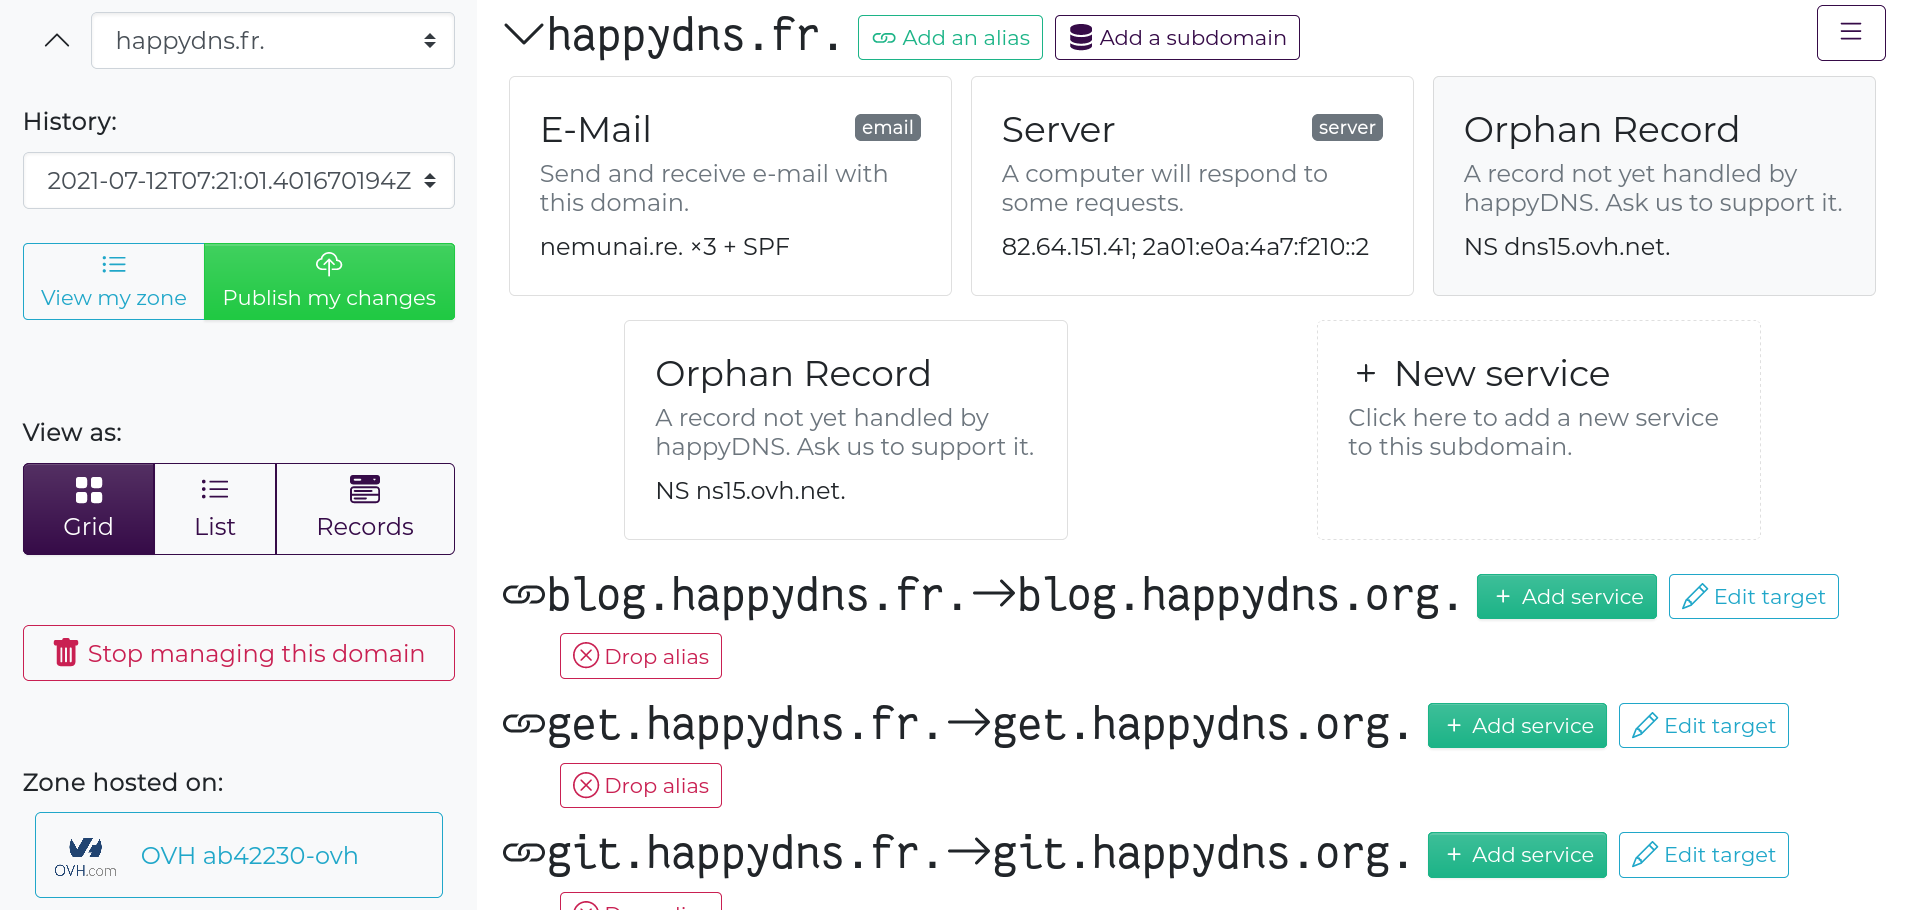 happydns.fr.
History:
2021-07-12T07:21:01.401670194Z
View my zone
Publish my changes
View as:
Grid
List
Records
Stop managing this domain
Zone hosted on:
OVH.com
OVH ab42230-ovh
happydns.fr.
Add an alias
Add a subdomain
E-Mail
email
Send and receive e-mail with
this domain.
nemunai.re. ×3 + SPF
Server
server
A computer will respond to
some requests.
82.64.151.41; 2a01:e0a:4a7:f210::2
Orphan Record
A record not yet handled by
happyDNS. Ask us to support it.
NS dns15.ovh.net.
Orphan Record
A record not yet handled by
happyDNS. Ask us to support it.
NS ns15.ovh.net.
+ New service
Click here to add a new service
to this subdomain.
blog.happydns.fr.→blog.happydns.org.
+ Add service
Edit target
Drop alias
get.happydns.fr.→get.happydns.org.
+ Add service
Edit target
Drop alias
git.happydns.fr.→git.happydns.org.
+ Add service
Edit target
Drop alias